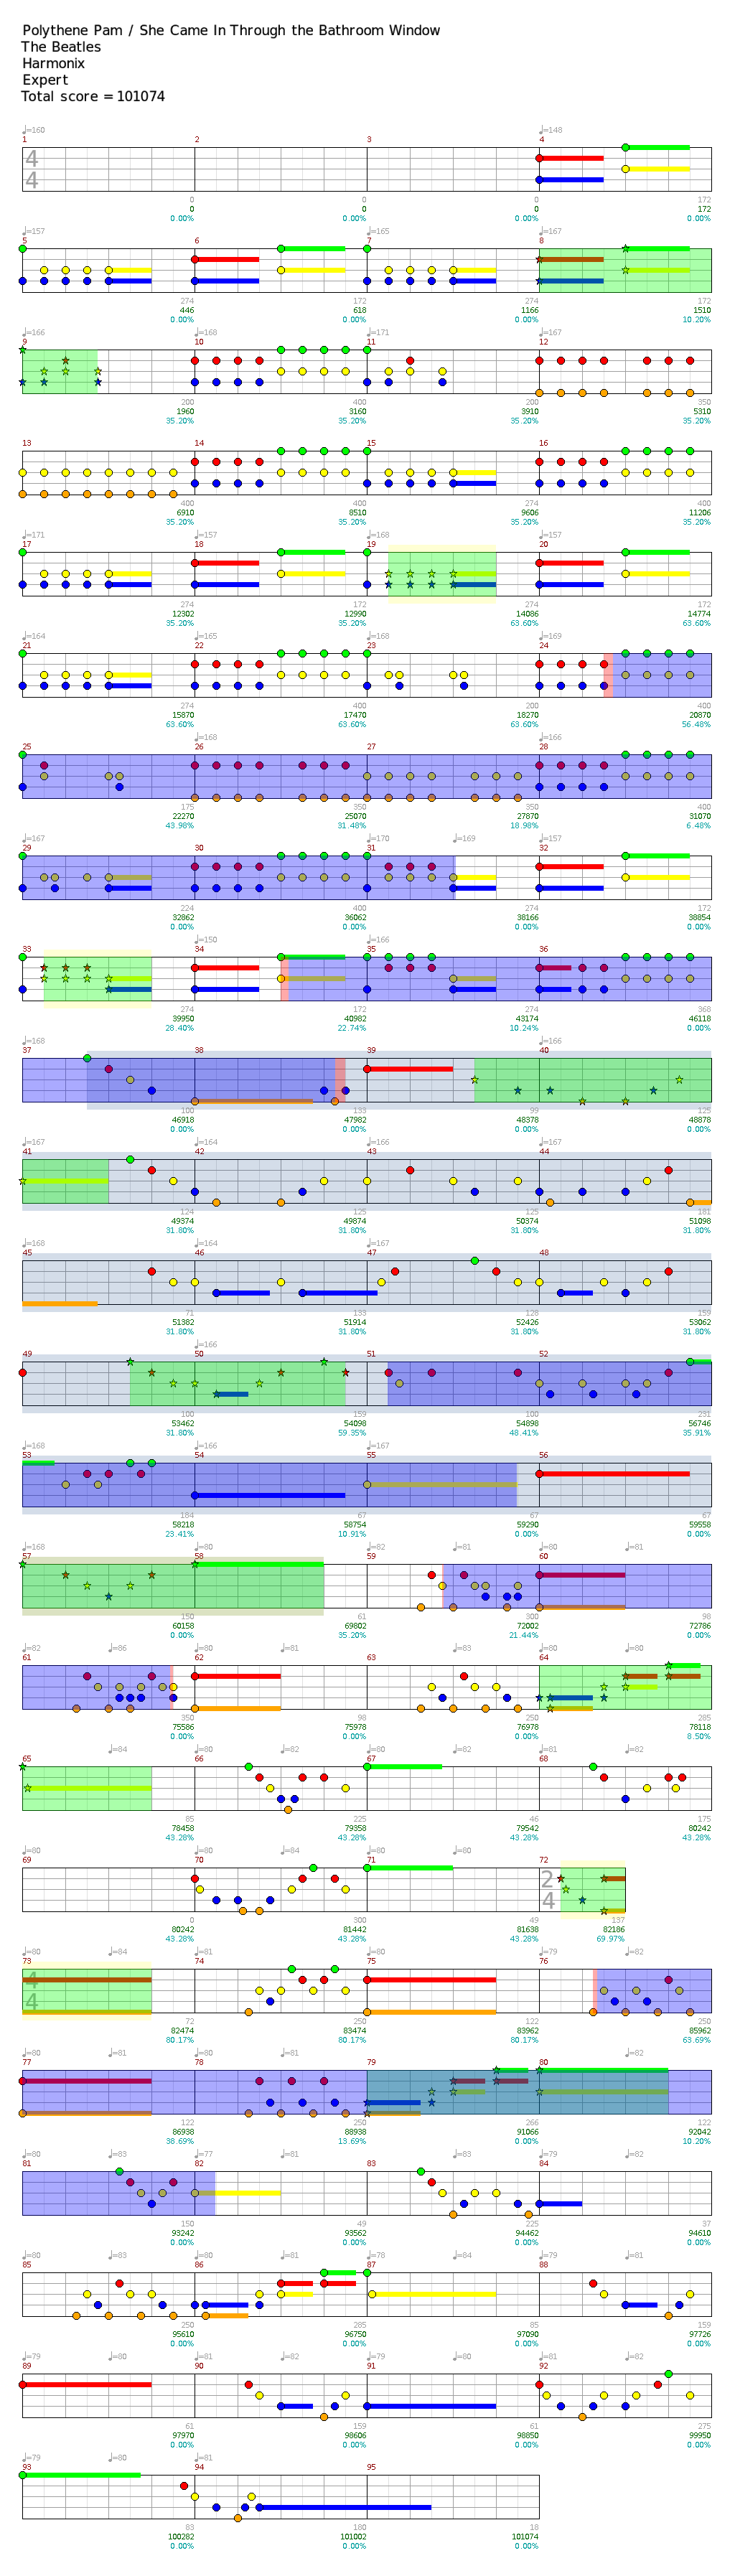 Polythene Pam / She Came In Through the Bathroom Window
The Beatles
Harmonix
Expert
Total score = 101074
♩=160 ♩=148
1 2 3 4
4
4
0 0 0 172
0 0 0 172
0.00% 0.00% 0.00% 0.00%
♩=157 ♩=165 ♩=167
5 6 7 8
274 172 274 172
446 618 1166 1510
0.00% 0.00% 0.00% 10.20%
♩=166 ♩=168 ♩=171 ♩=167
9 10 11 12
200 400 200 350
1960 3160 3910 5310
35.20% 35.20% 35.20% 35.20%
13 14 15 16
400 400 274 400
6910 8510 9606 11206
35.20% 35.20% 35.20% 35.20%
♩=171 ♩=157 ♩=168 ♩=157
17 18 19 20
274 172 274 172
12302 12990 14086 14774
35.20% 35.20% 63.60% 63.60%
♩=164 ♩=165 ♩=168 ♩=169
21 22 23 24
274 400 200 400
15870 17470 18270 20870
63.60% 63.60% 63.60% 56.48%
♩=168 ♩=166
25 26 27 28
175 350 350 400
22270 25070 27870 31070
43.98% 31.48% 18.98% 6.48%
♩=167 ♩=170 ♩=169 ♩=157
29 30 31 32
224 400 274 172
32862 36062 38166 38854
0.00% 0.00% 0.00% 0.00%
♩=150 ♩=166
33 34 35 36
274 172 274 368
39950 40982 43174 46118
28.40% 22.74% 10.24% 0.00%
♩=168 ♩=166
37 38 39 40
100 133 99 125
46918 47982 48378 48878
0.00% 0.00% 0.00% 0.00%
♩=167 ♩=164 ♩=166 ♩=167
41 42 43 44
124 125 125 181
49374 49874 50374 51098
31.80% 31.80% 31.80% 31.80%
♩=168 ♩=164 ♩=167
45 46 47 48
71 133 128 159
51382 51914 52426 53062
31.80% 31.80% 31.80% 31.80%
♩=166
49 50 51 52
100 159 100 231
53462 54098 54898 56746
31.80% 59.35% 48.41% 35.91%
♩=168 ♩=166 ♩=167
53 54 55 56
184 67 67 67
58218 58754 59290 59558
23.41% 10.91% 0.00% 0.00%
♩=168 ♩=80 ♩=82 ♩=81 ♩=80 ♩=81
57 58 59 60
150 61 300 98
60158 69802 72002 72786
0.00% 35.20% 21.44% 0.00%
♩=82 ♩=86 ♩=80 ♩=81 ♩=83 ♩=80 ♩=80
61 62 63 64
350 98 250 285
75586 75978 76978 78118
0.00% 0.00% 0.00% 8.50%
♩=84 ♩=80 ♩=82 ♩=80 ♩=82 ♩=81 ♩=82
65 66 67 68
85 225 46 175
78458 79358 79542 80242
43.28% 43.28% 43.28% 43.28%
♩=80 ♩=80 ♩=84 ♩=80 ♩=80
69 70 71 72
2
4
0 300 49 137
80242 81442 81638 82186
43.28% 43.28% 43.28% 69.97%
♩=80 ♩=84 ♩=81 ♩=80 ♩=81 ♩=79 ♩=82
73 74 75 76
4
4
72 250 122 250
82474 83474 83962 85962
80.17% 80.17% 80.17% 63.69%
♩=80 ♩=81 ♩=80 ♩=81 ♩=80 ♩=82 ♩=80 ♩=82
77 78 79 80
122 250 266 122
86938 88938 91066 92042
38.69% 13.69% 0.00% 10.20%
♩=80 ♩=83 ♩=77 ♩=81 ♩=83 ♩=79 ♩=82
81 82 83 84
150 49 225 37
93242 93562 94462 94610
0.00% 0.00% 0.00% 0.00%
♩=80 ♩=83 ♩=80 ♩=81 ♩=78 ♩=87 ♩=80 ♩=81
85 86 87 88
250 285 85 159
95610 96750 97090 97726
0.00% 0.00% 0.00% 0.00%
♩=79 ♩=83 ♩=80 ♩=82 ♩=79 ♩=82 ♩=81 ♩=82
89 90 91 92
61 159 61 275
97970 98606 98850 99950
0.00% 0.00% 0.00% 0.00%
♩=79 ♩=80 ♩=81
93 94 95
83 180 18
100282 101002 101074
0.00% 0.00% 0.00%